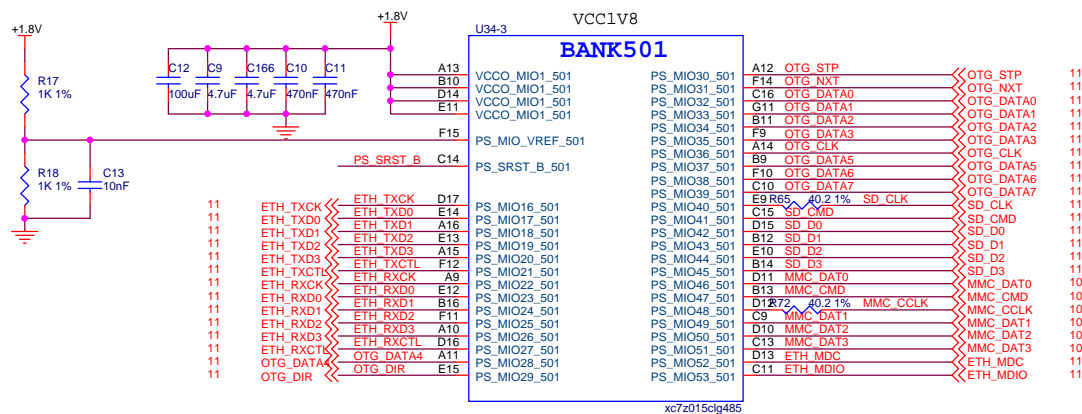 +1.8V
+1.8V
VCC1V8
U34-3
BANK501
R17
1K 1%
C12
100uF
C9
4.7uF
C166
4.7uF
C10
470nF
C11
470nF
R18
1K 1%
C13
10nF
A13 VCCO_MIO1_501
B10 VCCO_MIO1_501
D14 VCCO_MIO1_501
E11 VCCO_MIO1_501
F15 PS_MIO_VREF_501
PS_SRST_B C14 PS_SRST_B_501
11 ETH_TXCK ETH_TXCK D17 PS_MIO16_501
11 ETH_TXD0 ETH_TXD0 E14 PS_MIO17_501
11 ETH_TXD1 ETH_TXD1 A16 PS_MIO18_501
11 ETH_TXD2 ETH_TXD2 E13 PS_MIO19_501
11 ETH_TXD3 ETH_TXD3 A15 PS_MIO20_501
11 ETH_TXCTL ETH_TXCTL F12 PS_MIO21_501
11 ETH_RXCK ETH_RXCK A9 PS_MIO22_501
11 ETH_RXD0 ETH_RXD0 E12 PS_MIO23_501
11 ETH_RXD1 ETH_RXD1 B16 PS_MIO24_501
11 ETH_RXD2 ETH_RXD2 F11 PS_MIO25_501
11 ETH_RXD3 ETH_RXD3 A10 PS_MIO26_501
11 ETH_RXCTL ETH_RXCTL D16 PS_MIO27_501
11 OTG_DATA4 OTG_DATA4 A11 PS_MIO28_501
11 OTG_DIR OTG_DIR E15 PS_MIO29_501
PS_MIO30_501 A12 OTG_STP OTG_STP 11
PS_MIO31_501 F14 OTG_NXT OTG_NXT 11
PS_MIO32_501 C16 OTG_DATA0 OTG_DATA0 11
PS_MIO33_501 G11 OTG_DATA1 OTG_DATA1 11
PS_MIO34_501 B11 OTG_DATA2 OTG_DATA2 11
PS_MIO35_501 F9 OTG_DATA3 OTG_DATA3 11
PS_MIO36_501 A14 OTG_CLK OTG_CLK 11
PS_MIO37_501 B9 OTG_DATA5 OTG_DATA5 11
PS_MIO38_501 F10 OTG_DATA6 OTG_DATA6 11
PS_MIO39_501 C10 OTG_DATA7 OTG_DATA7 11
PS_MIO40_501 E9 R65 40.2 1% SD_CLK SD_CLK 11
PS_MIO41_501 C15 SD_CMD SD_CMD 11
PS_MIO42_501 D15 SD_D0 SD_D0 11
PS_MIO43_501 B12 SD_D1 SD_D1 11
PS_MIO44_501 E10 SD_D2 SD_D2 11
PS_MIO45_501 B14 SD_D3 SD_D3 11
PS_MIO46_501 D11 MMC_DAT0 MMC_DAT0 10
PS_MIO47_501 B13 MMC_CMD MMC_CMD 10
PS_MIO48_501 D12 R72 40.2 1% MMC_CCLK MMC_CCLK 10
PS_MIO49_501 C9 MMC_DAT1 MMC_DAT1 10
PS_MIO50_501 D10 MMC_DAT2 MMC_DAT2 10
PS_MIO51_501 C13 MMC_DAT3 MMC_DAT3 10
PS_MIO52_501 D13 ETH_MDC ETH_MDC 11
PS_MIO53_501 C11 ETH_MDIO ETH_MDIO 11
xc7z015clg485